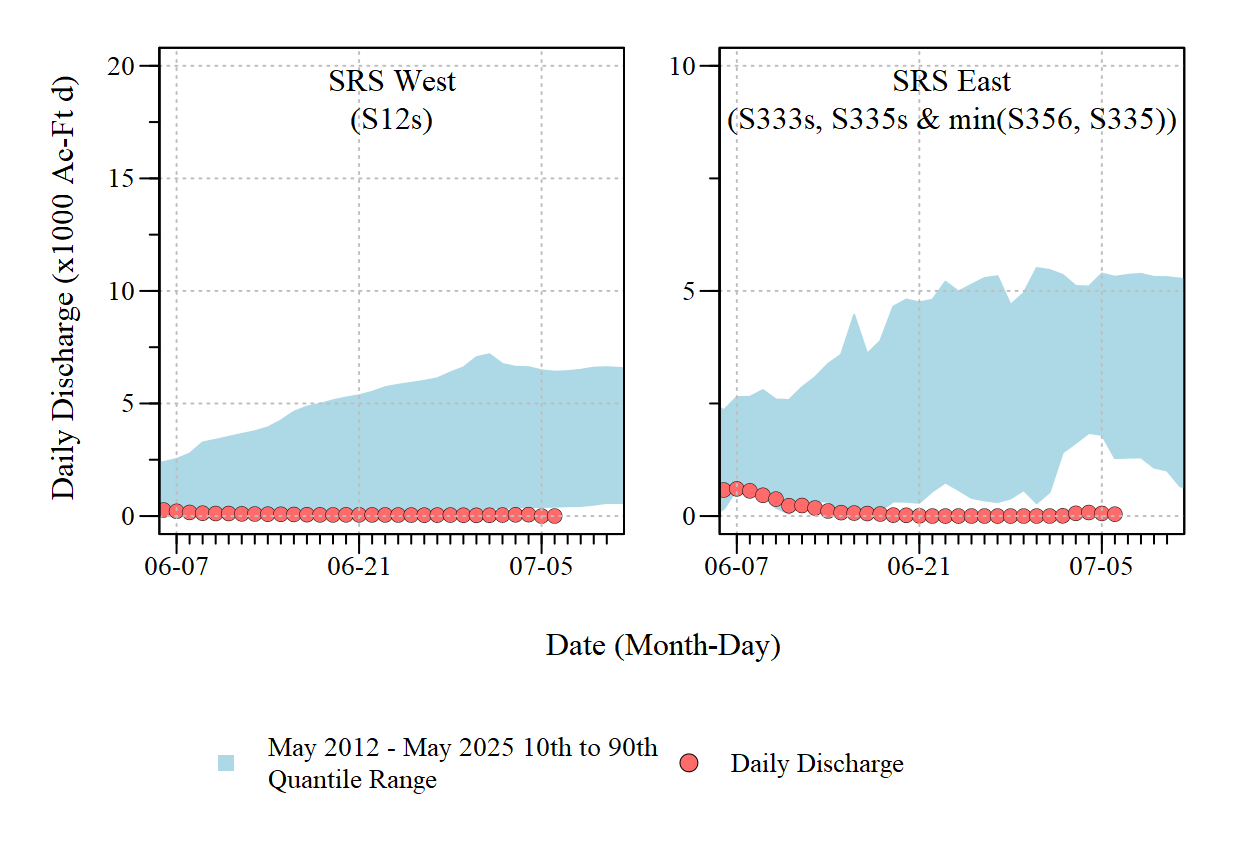 SRS West
(S12s)
SRS East
(S333s, S335s & min(S356, S335))
Daily Discharge (x1000 Ac-Ft d)
20
15
10
5
0
10
5
0
06-07
06-21
07-05
06-07
06-21
07-05
Date (Month-Day)
May 2012 - May 2025 10th to 90th
Quantile Range
Daily Discharge